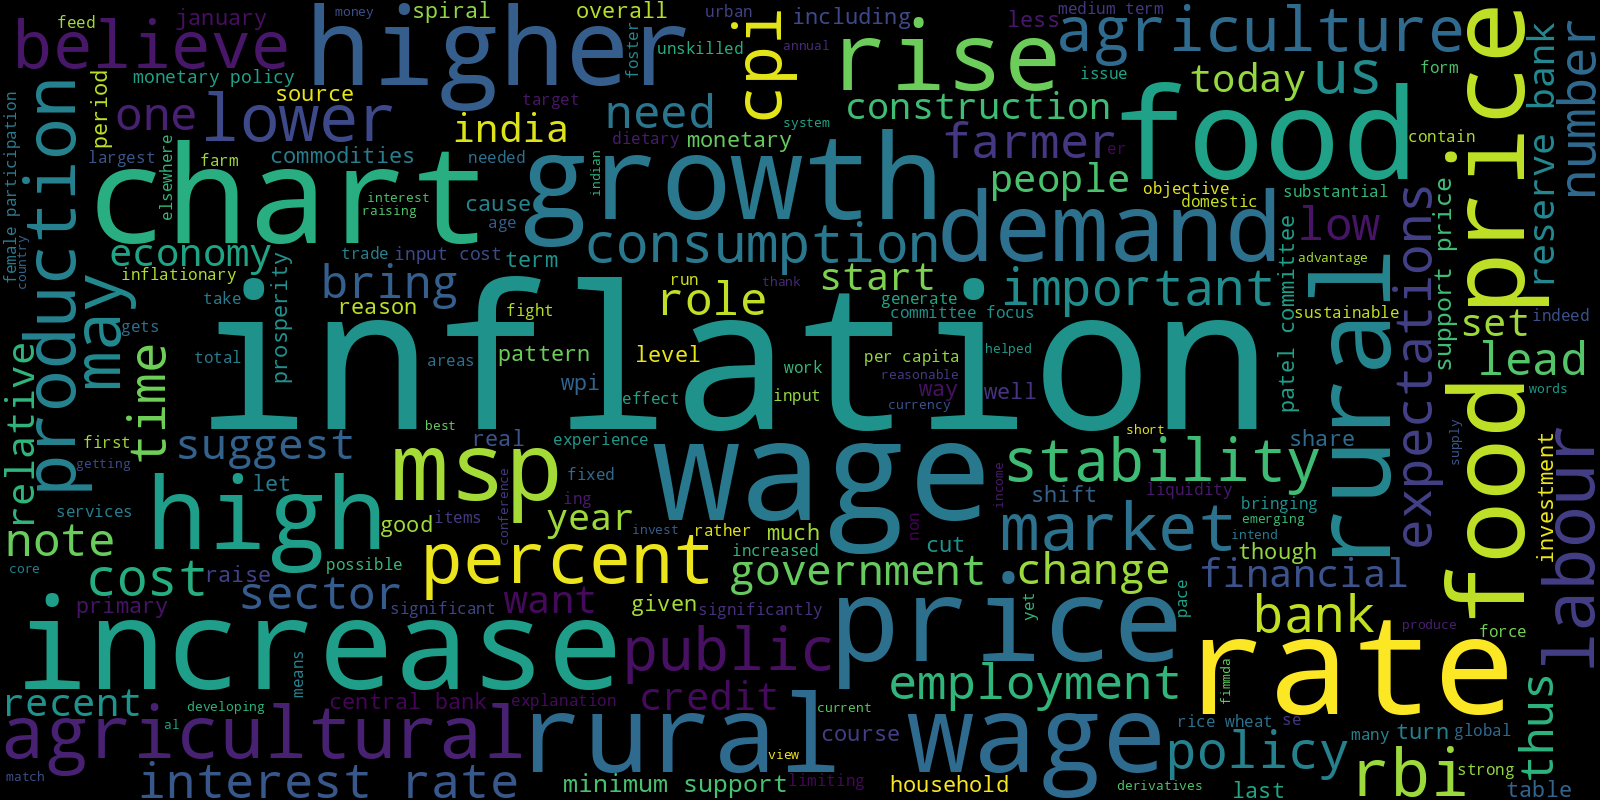 believe
january
feed
higher
money
spiral
overall
urban
including
less
medium term
agriculture
food price
number
monetary policy
source
foster
unskilled
annual
cpi
rise
issue
today
us
form
reserve bank
production
period
one
lower
target
india
need
dietary
monetary
system
construction
farmer
er
food
contain
female participation
largest
farm
commodities
needed
chart
elsewhere
interest
raising
cause
age
growth
indian
people
objective
domestic
substantial
demand
low
economy
inflationary
trade
input cost
term
consumption
start
important
advantage
expectations
support price
country
may
take
prosperity
bring
reason
fight
run
role
thank
generate
committee focus
patel committee
sustainable
rural
set
indeed
gets
time
total
inflation
areas
pattern
level
wpi
effect
work
input
per capita
reasonable
way
currency
helped
well
lead
words
relative
first
getting
suggest
best
real
experience
wage
short
stability
share
supply
investment
labour
let
services
high
msp
fixed
ing
items
good
conference
year
rather
invest
much
non
income
shift
liquidity
market
bringing
emerging
intend
though
note
core
cost
raise
possible
percent
increased
cut
government
change
financial
primary
sector
significant
want
given
significantly
yet
pace
bank
produce
force
increase
means
public
price
rate
fimmda
recent
developing
central bank
explanation
credit
employment
current
thus
agricultural
al
rural wage
view
course
rice wheat
se
policy
many
turn
global
match
interest rate
minimum support
limiting
household
derivatives
last
rbi
strong
table